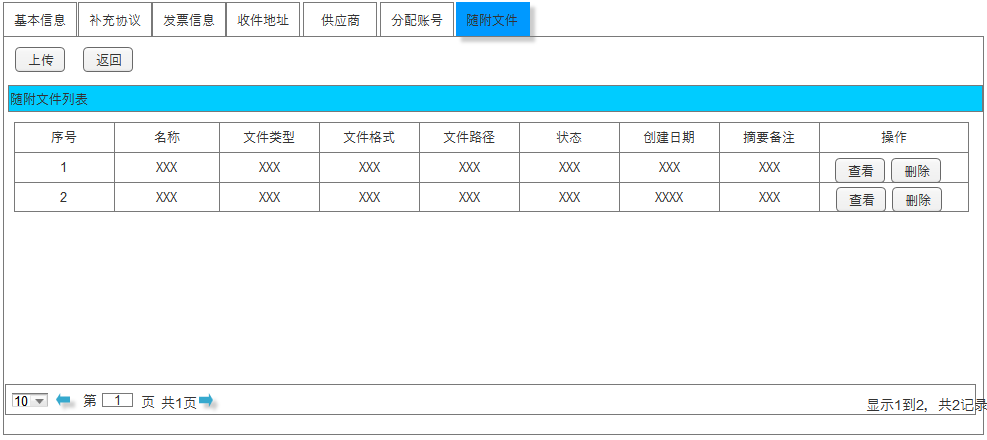 基本信息 补充协议 发票信息 收件地址 供应商 分配账号 随附文件
上传 返回
随附文件列表
序号 名称 文件类型 文件格式 文件路径 状态 创建日期 摘要备注 操作
1 XXX XXX XXX XXX XXX XXX XXX 查看 删除
2 XXX XXX XXX XXX XXX XXXX XXX 查看 删除
10 第 1 页 共1页 显示1到2，共2记录